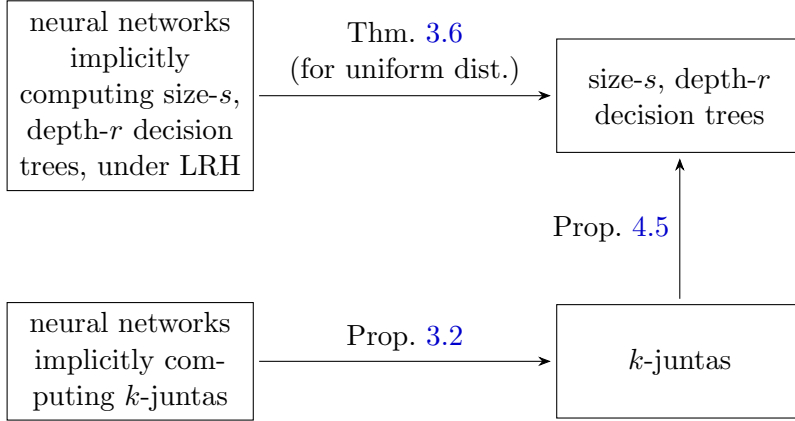 neural networks
implicitly
computing size-s,
depth-r decision
trees, under LRH
Thm. 3.6
(for uniform dist.)
size-s, depth-r
decision trees
Prop. 4.5
neural networks
implicitly com-
puting k-juntas
Prop. 3.2
k-juntas